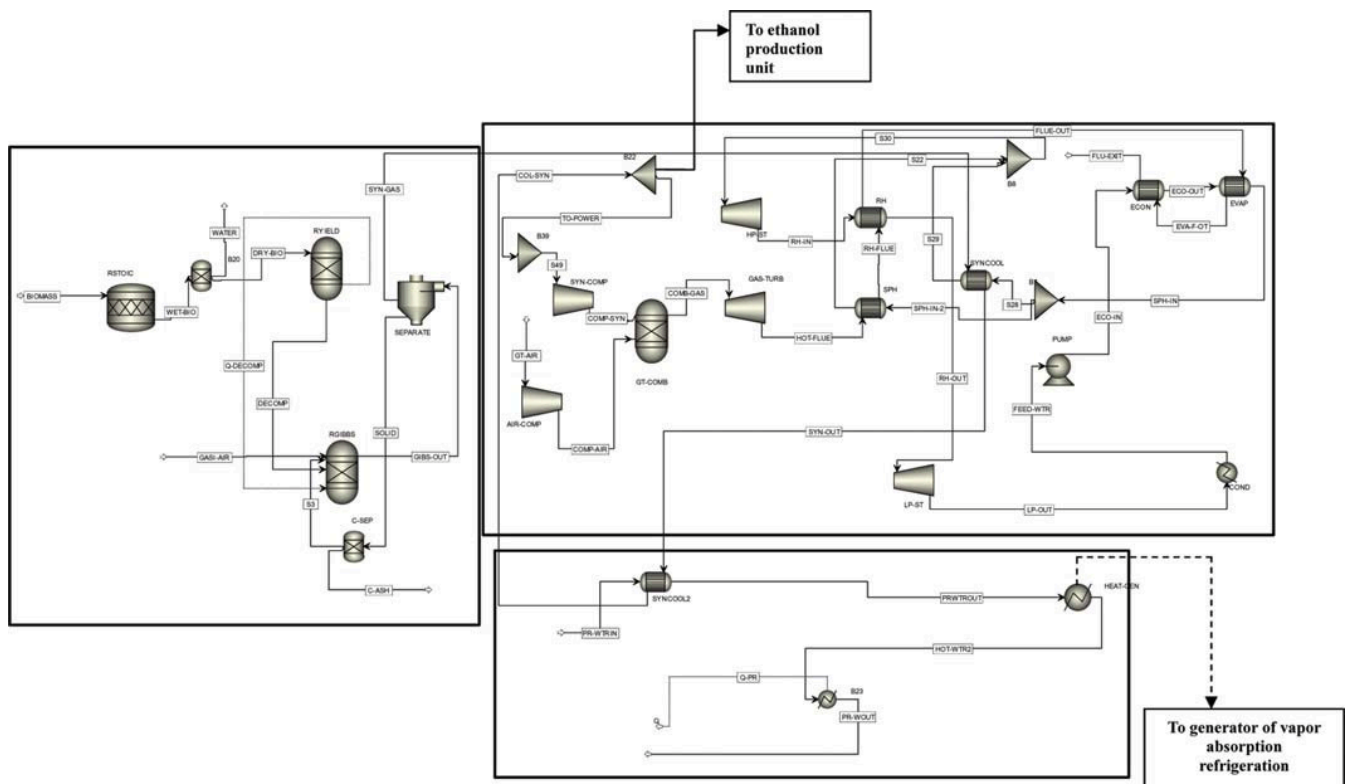 To ethanol
production
unit
S30
FLUE-OUT
B22
S22
FLU-EXIT
B8
COL-SYN
SYN-GAS
RH
ECO-OUT
ECON
EVAP
WATER
RYIELD
TO-POWER
HP-ST
EVA-F-OT
B39
RH-IN
RH-FLUE
S29
B20
DRY-BIO
S49
SYNCOOL
RSTOIC
SYN-COMP
COMB-GAS
GAS-TURB
SPH
BIOMASS
S28
SPH-IN
WET-BIO
SEPARATE
COMP-SYN
SPH-IN-2
ECO-IN
HOT-FLUE
PUMP
GT-AIR
GT-COMB
Q-DECOMP
RH-OUT
AIR-COMP
DECOMP
SOLID
FEED-WTR
SYN-OUT
COMP-AIR
RGIBBS
GASI-AIR
GIBS-OUT
COND
LP-ST
S3
LP-OUT
C-SEP
HEAT-GEN
C-ASH
SYNCOOL2
PRWTROUT
PR-WTRIN
HOT-WTR2
Q-PR
B23
Q
PR-WOUT
To generator of vapor
absorption
refrigeration